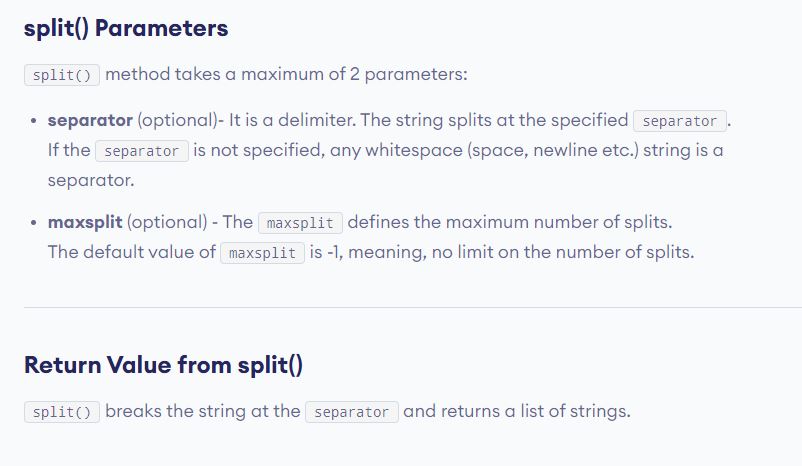 split() Parameters
split() method takes a maximum of 2 parameters:
• separator (optional)- It is a delimiter. The string splits at the specified separator .
If the separator is not specified, any whitespace (space, newline etc.) string is a
separator.
• maxsplit (optional) - The maxsplit defines the maximum number of splits.
The default value of maxsplit is -1, meaning, no limit on the number of splits.
Return Value from split()
split() breaks the string at the separator and returns a list of strings.